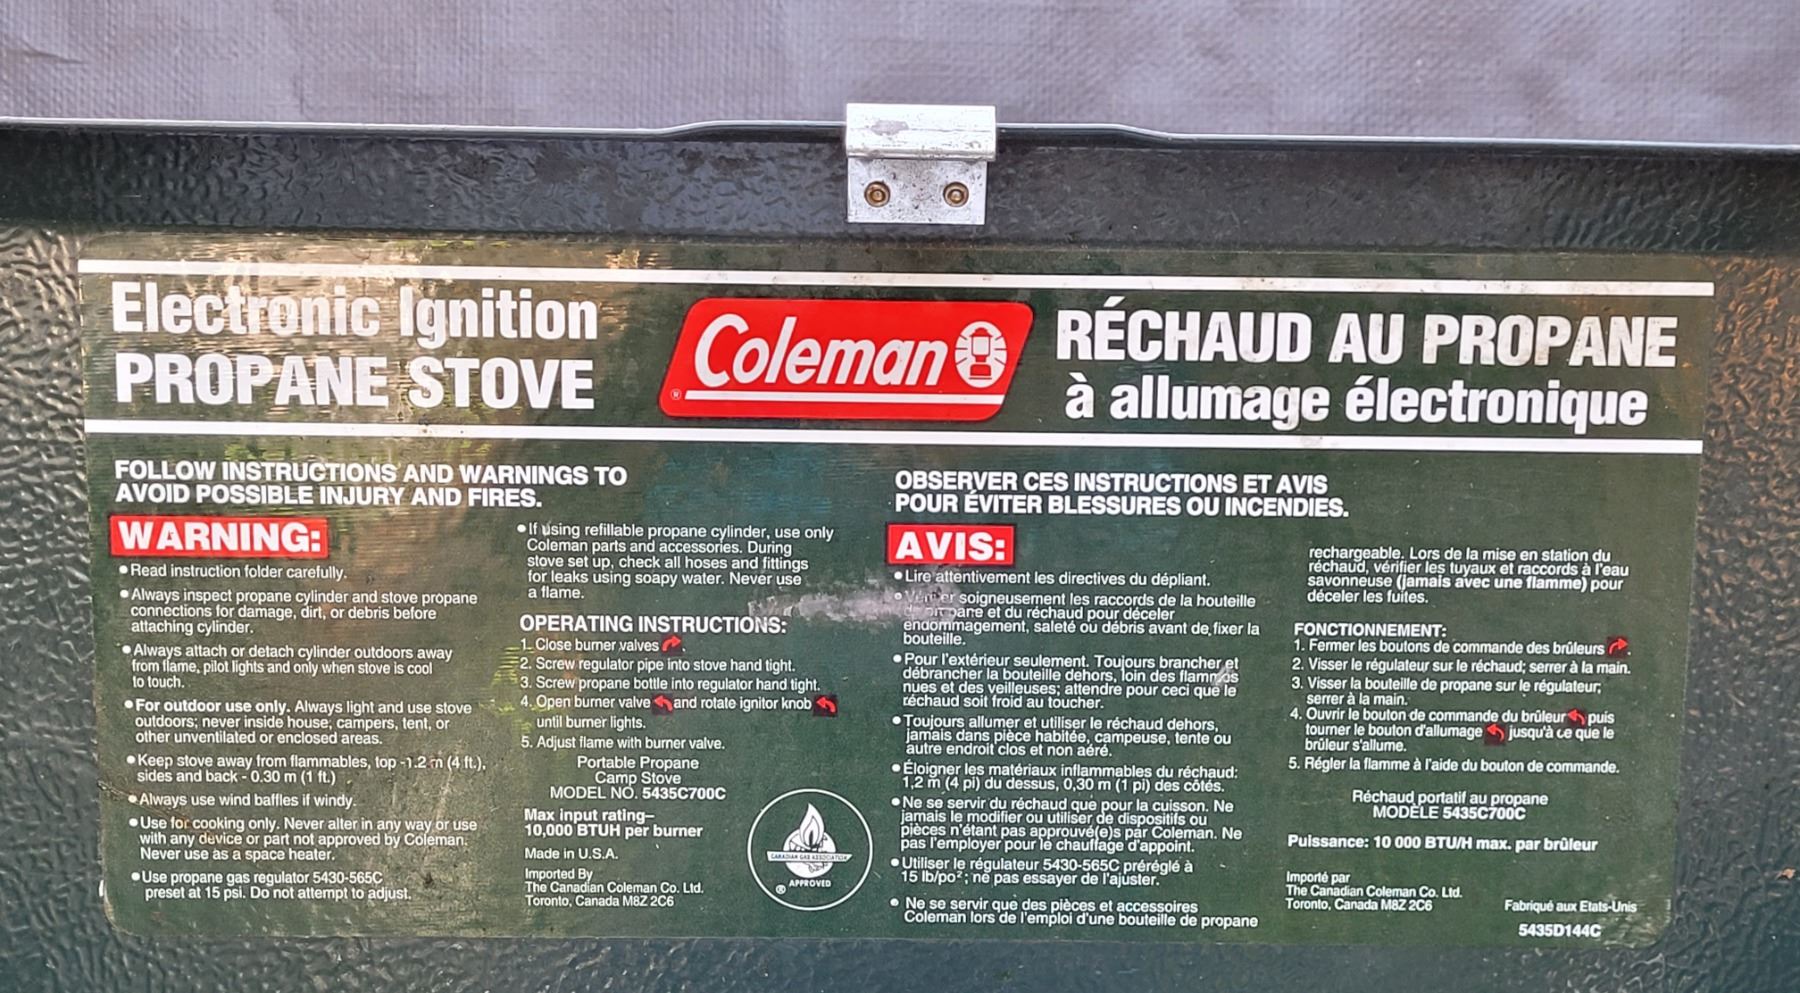 Electronic Ignition
PROPANE STOVE
Coleman
®
RÉCHAUD AU PROPANE
à allumage électronique
FOLLOW INSTRUCTIONS AND WARNINGS TO
AVOID POSSIBLE INJURY AND FIRES.
WARNING:
• Read instruction folder carefully.
• Always inspect propane cylinder and stove propane
connections for damage, dirt, or debris before
attaching cylinder.
• Always attach or detach cylinder outdoors away
from flame, pilot lights and only when stove is cool
to touch.
• For outdoor use only. Always light and use stove
outdoors; never inside house, campers, tent, or
other unventilated or enclosed areas.
• Keep stove away from flammables, top -1.2 m (4 ft.),
sides and back - 0.30 m (1 ft.)
• Always use wind baffles if windy.
• Use for cooking only. Never alter in any way or use
with any device or part not approved by Coleman.
Never use as a space heater.
• Use propane gas regulator 5430-565C
preset at 15 psi. Do not attempt to adjust.
• If using refillable propane cylinder, use only
Coleman parts and accessories. During
stove set up, check all hoses and fittings
for leaks using soapy water. Never use
a flame.
OPERATING INSTRUCTIONS:
1. Close burner valves
2. Screw regulator pipe into stove hand tight.
3. Screw propane bottle into regulator hand tight.
4. Open burner valve and rotate ignitor knob
until burner lights.
5. Adjust flame with burner valve.
Portable Propane
Camp Stove
MODEL NO. 5435C700C
Max input rating–
10,000 BTUH per burner
Made in U.S.A.
Imported By
The Canadian Coleman Co. Ltd.
Toronto, Canada M8Z 2C6
CANADIAN GAS ASSOCIATION
® APPROVED
OBSERVER CES INSTRUCTIONS ET AVIS
POUR ÉVITER BLESSURES OU INCENDIES.
AVIS:
• Lire attentivement les directives du dépliant.
• soigneusement les raccords de la bouteille
et du réchaud pour déceler
endommagement, saleté ou débris avant de fixer la
bouteille.
• Pour l'extérieur seulement. Toujours brancher et
débrancher la bouteille dehors, loin des flammes
nues et des veilleuses; attendre pour ceci que le
réchaud soit froid au toucher.
• Toujours allumer et utiliser le réchaud dehors,
jamais dans pièce habitée, campeuse, tente ou
autre endroit clos et non aéré.
• Éloigner les matériaux inflammables du réchaud:
1,2 m (4 pi) du dessus, 0,30 m (1 pi) des côtés.
• Ne se servir du réchaud que pour la cuisson. Ne
jamais le modifier ou utiliser de dispositifs ou
pièces n'étant pas approuvé(e)s par Coleman. Ne
pas l'employer pour le chauffage d'appoint.
• Utiliser le régulateur 5430-565C préréglé à
15 lb/po²; ne pas essayer de l'ajuster.
• Ne se servir que des pièces et accessoires
Coleman lors de l'emploi d'une bouteille de propane
rechargeable. Lors de la mise en station du
réchaud, vérifier les tuyaux et raccords à l'eau
savonneuse (jamais avec une flamme) pour
déceler les fuites.
FONCTIONNEMENT:
1. Fermer les boutons de commande des brûleurs .
2. Visser le régulateur sur le réchaud; serrer à la main.
3. Visser la bouteille de propane sur le régulateur;
serrer à la main.
4. Ouvrir le bouton de commande du brûleur puis
tourner le bouton d'allumage jusqu'à ce que le
brûleur s'allume.
5. Régler la flamme à l'aide du bouton de commande.
Réchaud portatif au propane
MODÈLE 5435C700C
Puissance: 10 000 BTU/H max. par brûleur
Importé par
The Canadian Coleman Co. Ltd.
Toronto, Canada M8Z 2C6
Fabriqué aux Etats-Unis
5435D144C